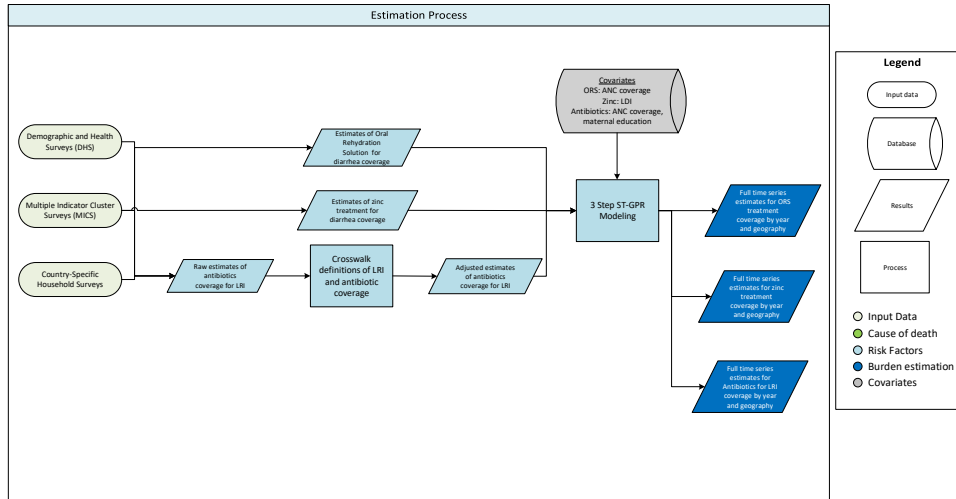 Estimation Process
Covariates
ORS: ANC coverage
Zinc: LDI
Antibiotics: ANC coverage,
maternal education
Demographic and Health
Surveys (DHS)
Estimates of Oral
Rehydration
Solution for
diarrhea coverage
Multiple Indicator Cluster
Surveys (MICS)
Estimates of zinc
treatment for
diarrhea coverage
3 Step ST-GPR
Modeling
Full time series
estimates for ORS
treatment
coverage by year
and geography
Country-Specific
Household Surveys
Raw estimates of
antibiotics
coverage for LRI
Crosswalk
definitions of LRI
and antibiotic
coverage
Adjusted estimates
of antibiotics
coverage for LRI
Full time series
estimates for zinc
treatment
coverage by year
and geography
Full time series
estimates for
Antibiotics for LRI
coverage by year
and geography
Legend
Input data
Database
Results
Process
Input Data
Cause of death
Risk Factors
Burden estimation
Covariates